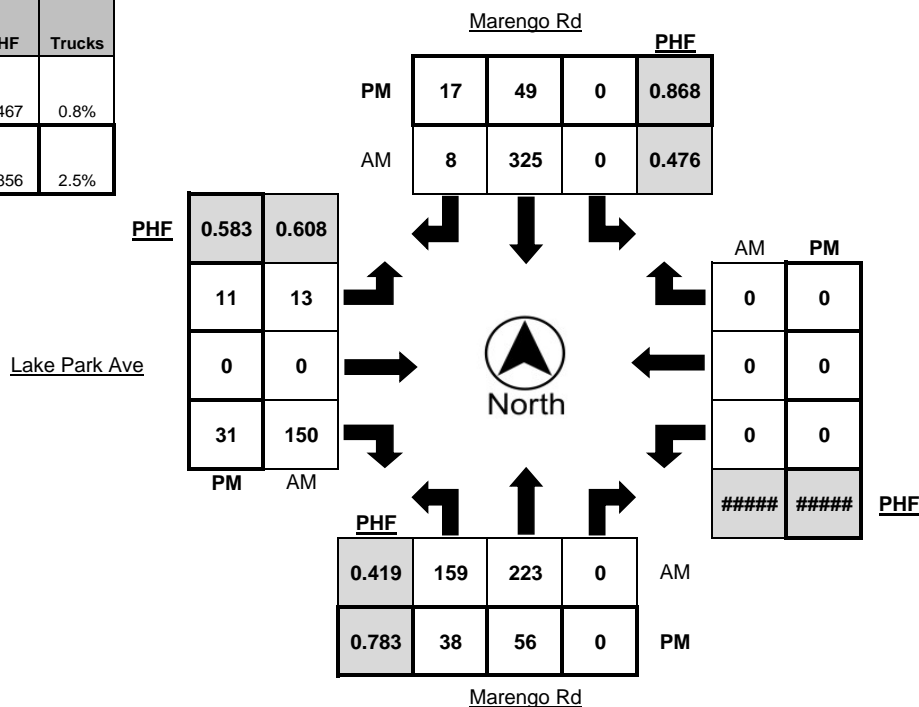 Marengo Rd
HF Trucks
PHF
PM 17 49 0 0.868
467 0.8%
AM 8 325 0 0.476
356 2.5%
PHF 0.583 0.608
AM PM
11 13
0 0
Lake Park Ave
0 0
0 0
North
31 150
0 0
PM AM
##### ##### PHF
PHF
0.419 159 223 0 AM
0.783 38 56 0 PM
Marengo Rd